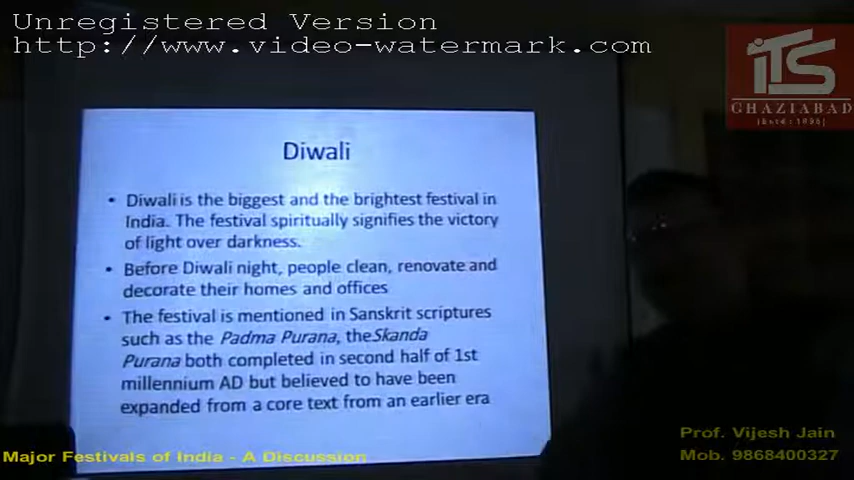 Unregistered Version
http://www.video-watermark.com
iTS
GHAZIABAD
(Estd : 1995)
Diwali
• Diwali is the biggest and the brightest festival in
India. The festival spiritually signifies the victory
of light over darkness.
• Before Diwali night, people clean, renovate and
decorate their homes and offices
• The festival is mentioned in Sanskrit scriptures
such as the Padma Purana, the Skanda
Purana both completed in second half of 1st
millennium AD but believed to have been
expanded from a core text from an earlier era
Prof. Vijesh Jain
Mob. 9868400327
Major Festivals of India - A Discussion